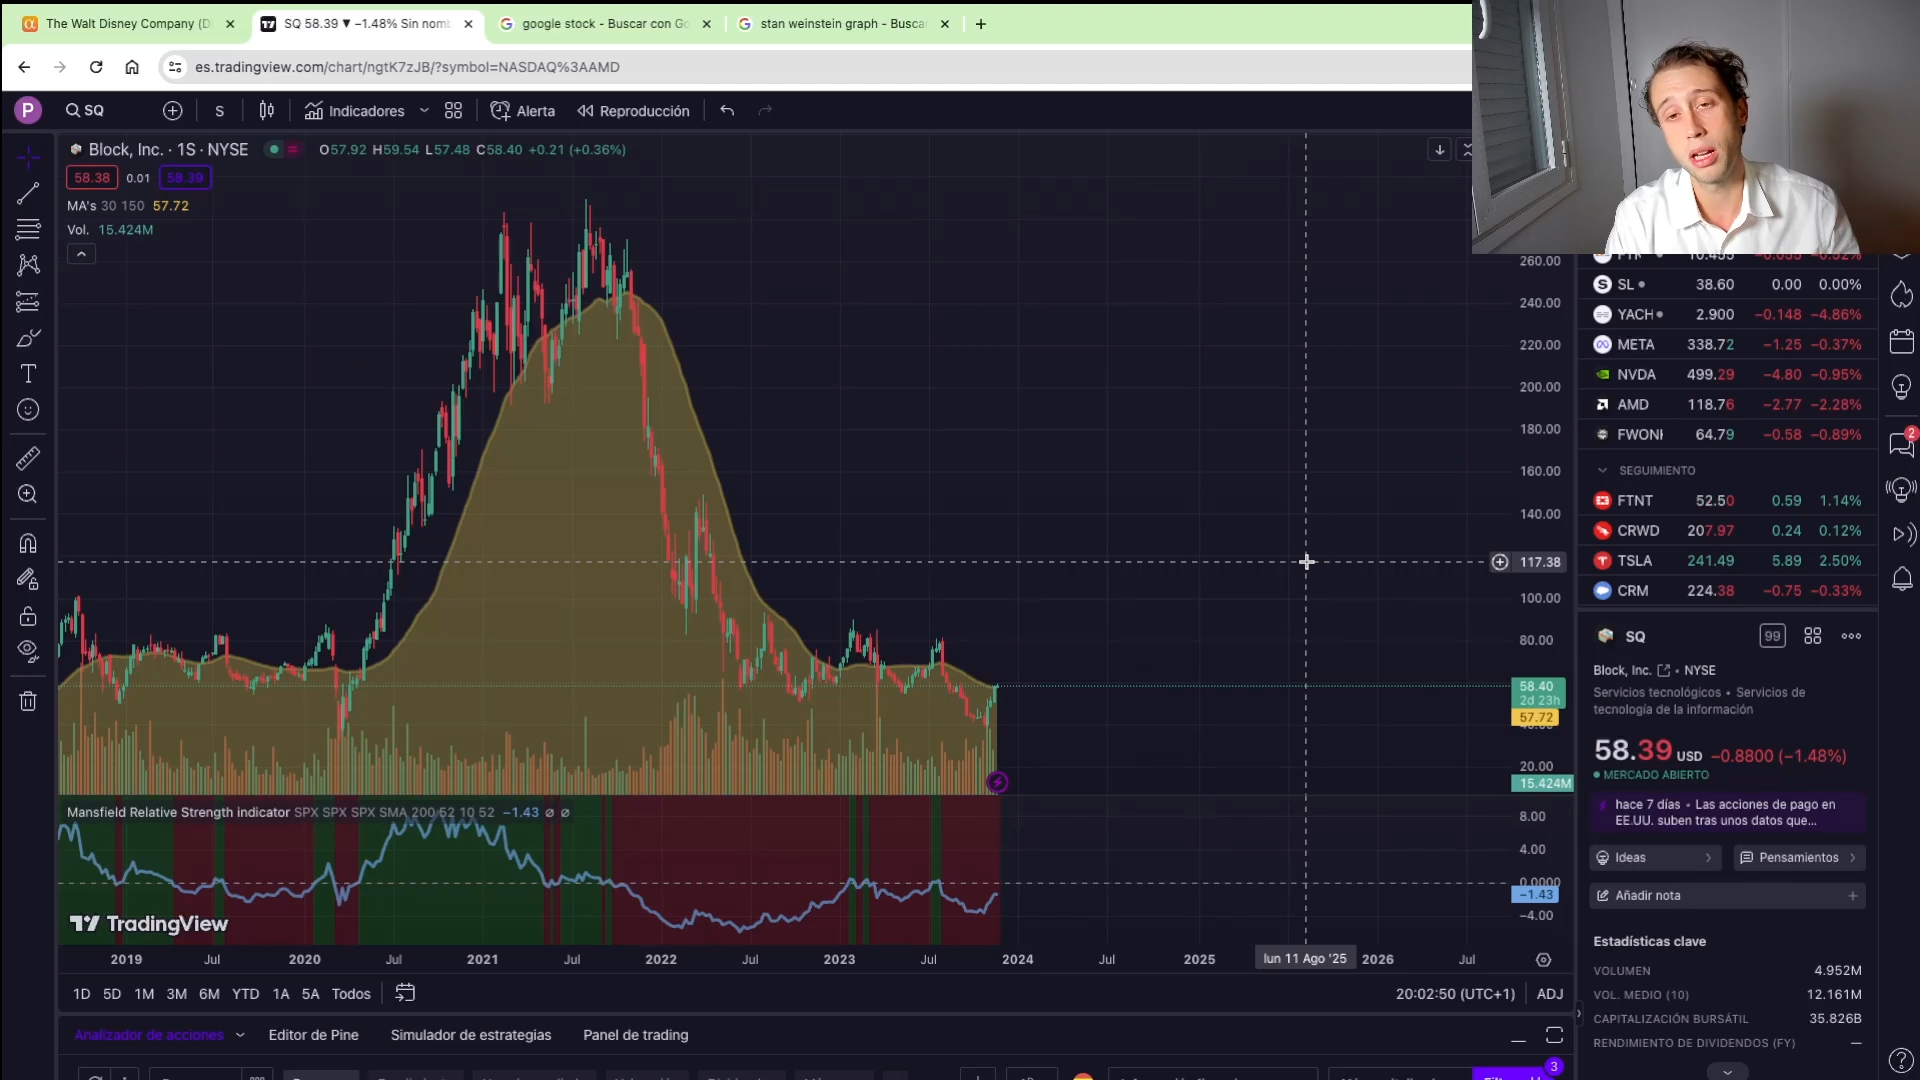 The Walt Disney Company (D
SQ 58.39 ▼ −1.48% Sin nomb
google stock - Buscar con Go
stan weinstein graph - Busca
es.tradingview.com/chart/ngtK7zJB/?symbol=NASDAQ%3AAMD
P
SQ
S
Indicadores
Alerta
Reproducción
Block, Inc. · 1S · NYSE
O57.92 H59.54 L57.48 C58.40 +0.21 (+0.36%)
58.38
0.01
58.39
MA's 30 150 57.72
Vol. 15.424M
260.00
240.00
220.00
200.00
180.00
160.00
140.00
117.38
100.00
80.00
58.40
2d 23h
57.72
20.00
15.424M
Mansfield Relative Strength indicator SPX SPX SPX SMA 200 52 10 52 −1.43 ∅ ∅
8.00
4.00
0.0000
−1.43
−4.00
TradingView
2019
Jul
2020
Jul
2021
Jul
2022
Jul
2023
Jul
2024
Jul
2025
lun 11 Ago '25
2026
Jul
1D 5D 1M 3M 6M YTD 1A 5A Todos
20:02:50 (UTC+1)
ADJ
Analizador de acciones
Editor de Pine
Simulador de estrategias
Panel de trading
SL 38.60 0.00 0.00%
YACH 2.900 −0.148 −4.86%
META 338.72 −1.25 −0.37%
NVDA 499.29 −4.80 −0.95%
AMD 118.76 −2.77 −2.28%
FWONK 64.79 −0.58 −0.89%
SEGUIMIENTO
FTNT 52.50 0.59 1.14%
CRWD 207.97 0.24 0.12%
TSLA 241.49 5.89 2.50%
CRM 224.38 −0.75 −0.33%
SQ
99
Block, Inc. • NYSE
Servicios tecnológicos • Servicios de
tecnología de la información
58.39 USD −0.8800 (−1.48%)
MERCADO ABIERTO
hace 7 días • Las acciones de pago en
EE.UU. suben tras unos datos que...
Ideas
Pensamientos
Añadir nota
Estadísticas clave
VOLUMEN 4.952M
VOL. MEDIO (10) 12.161M
CAPITALIZACIÓN BURSÁTIL 35.826B
RENDIMIENTO DE DIVIDENDOS (FY) —
2
3